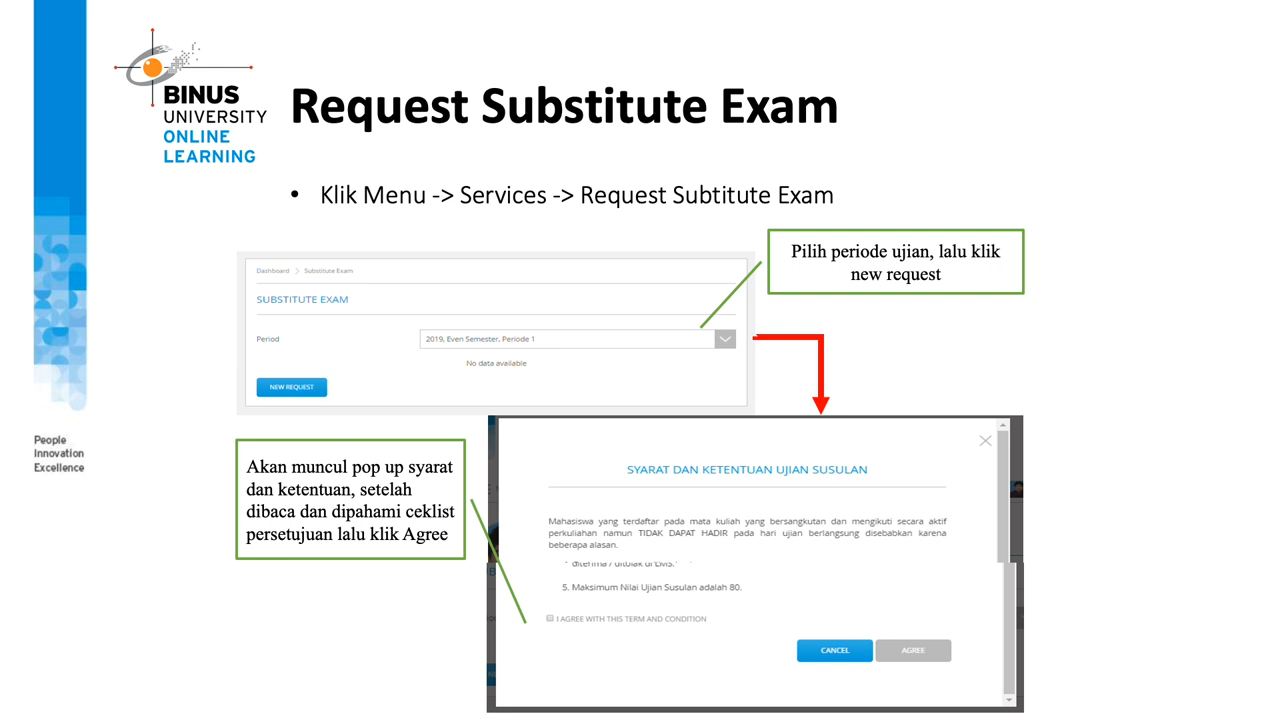 BINUS
UNIVERSITY
ONLINE
LEARNING
Request Substitute Exam
• Klik Menu -> Services -> Request Subtitute Exam
Pilih periode ujian, lalu klik
new request
Dashboard > Substitute Exam
SUBSTITUTE EXAM
Period
2019, Even Semester, Periode 1
No data available
NEW REQUEST
People
Innovation
Excellence
Akan muncul pop up syarat
dan ketentuan, setelah
dibaca dan dipahami ceklist
persetujuan lalu klik Agree
SYARAT DAN KETENTUAN UJIAN SUSULAN
Mahasiswa yang terdaftar pada mata kuliah yang bersangkutan dan mengikuti secara aktif
perkuliahan namun TIDAK DAPAT HADIR pada hari ujian berlangsung disebabkan karena
beberapa alasan.
diterima / ditolak di LMS.
5. Maksimum Nilai Ujian Susulan adalah 80.
I AGREE WITH THIS TERM AND CONDITION
CANCEL
AGREE